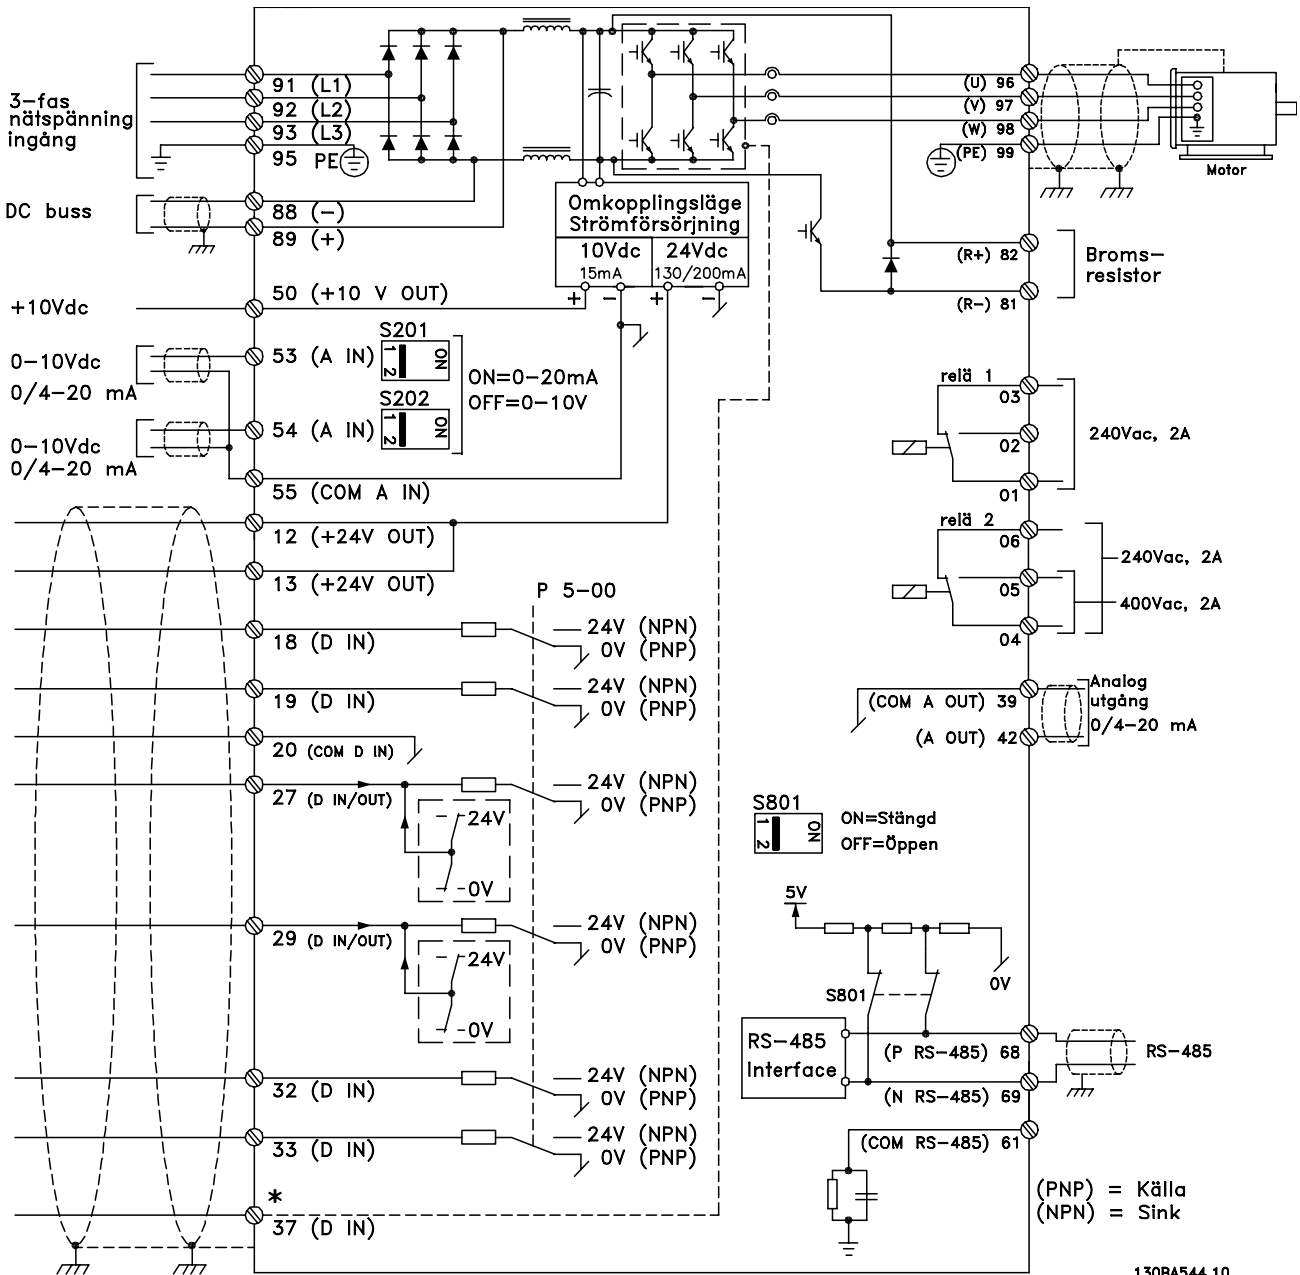 3-fas
nätspänning
ingång
91 (L1)
92 (L2)
93 (L3)
95 PE
DC buss
88 (-)
89 (+)
+10Vdc
50 (+10 V OUT)
0-10Vdc
0/4-20 mA
53 (A IN)
S201
1
2
ON
ON=0-20mA
OFF=0-10V
0-10Vdc
0/4-20 mA
54 (A IN)
S202
1
2
ON
55 (COM A IN)
12 (+24V OUT)
13 (+24V OUT)
P 5-00
18 (D IN)
24V (NPN)
0V (PNP)
19 (D IN)
24V (NPN)
0V (PNP)
20 (COM D IN)
27 (D IN/OUT)
24V (NPN)
0V (PNP)
24V
0V
29 (D IN/OUT)
24V (NPN)
0V (PNP)
24V
0V
32 (D IN)
24V (NPN)
0V (PNP)
33 (D IN)
24V (NPN)
0V (PNP)
*
37 (D IN)
Omkopplingsläge
Strömförsörjning
10Vdc
15mA
24Vdc
130/200mA
+ - + -
(U) 96
(V) 97
(W) 98
(PE) 99
Motor
(R+) 82
(R-) 81
Broms-
resistor
relä 1
03
02
01
240Vac, 2A
relä 2
06
05
04
240Vac, 2A
400Vac, 2A
(COM A OUT) 39
(A OUT) 42
Analog
utgång
0/4-20 mA
S801
1
2
ON
ON=Stängd
OFF=Öppen
5V
S801
0V
RS-485
Interface
(P RS-485) 68
(N RS-485) 69
(COM RS-485) 61
RS-485
(PNP) = Källa
(NPN) = Sink
130BA544.10